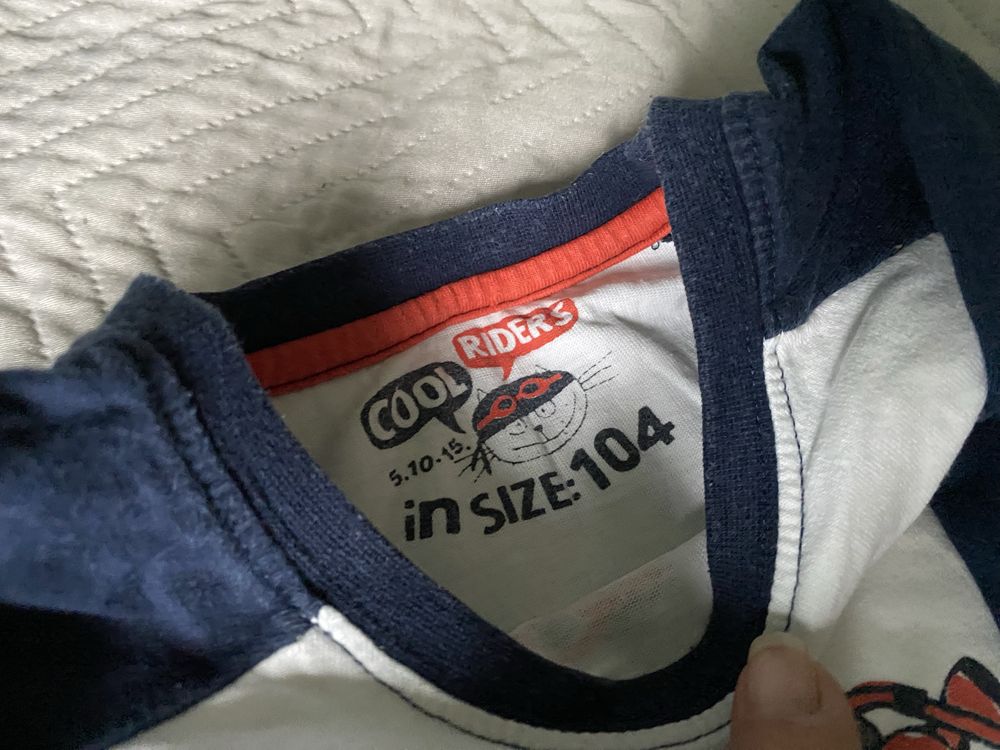 COOL
RIDERS
5.10.15.
in SIZE: 104